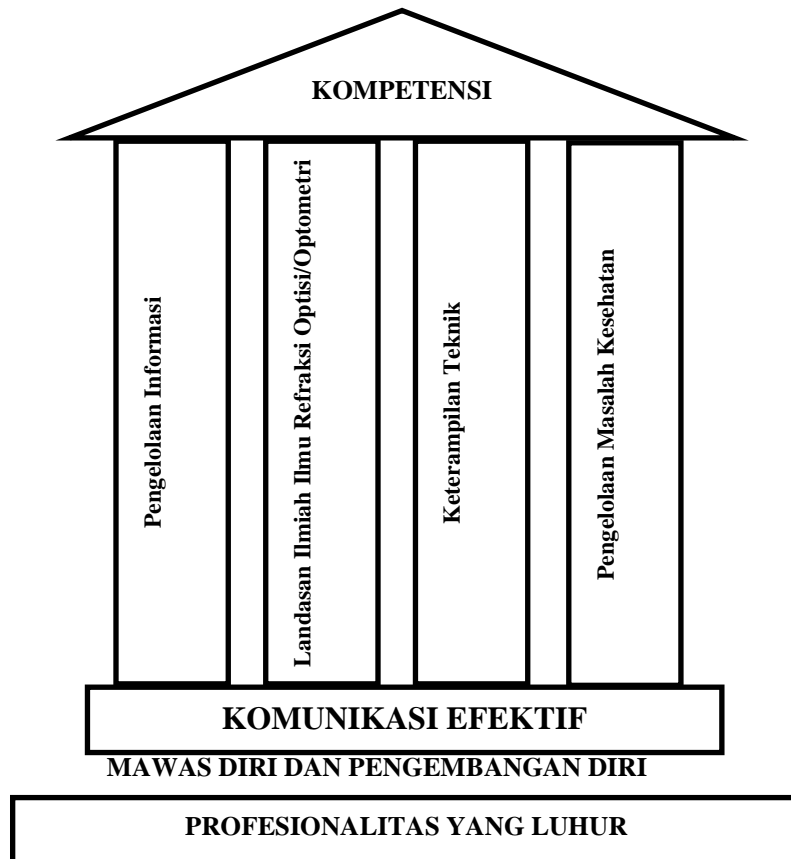 KOMPETENSI
Pengelolaan Informasi
Landasan Ilmiah Ilmu Refraksi Optisi/Optometri
Keterampilan Teknik
Pengelolaan Masalah Kesehatan
KOMUNIKASI EFEKTIF
MAWAS DIRI DAN PENGEMBANGAN DIRI
PROFESIONALITAS YANG LUHUR